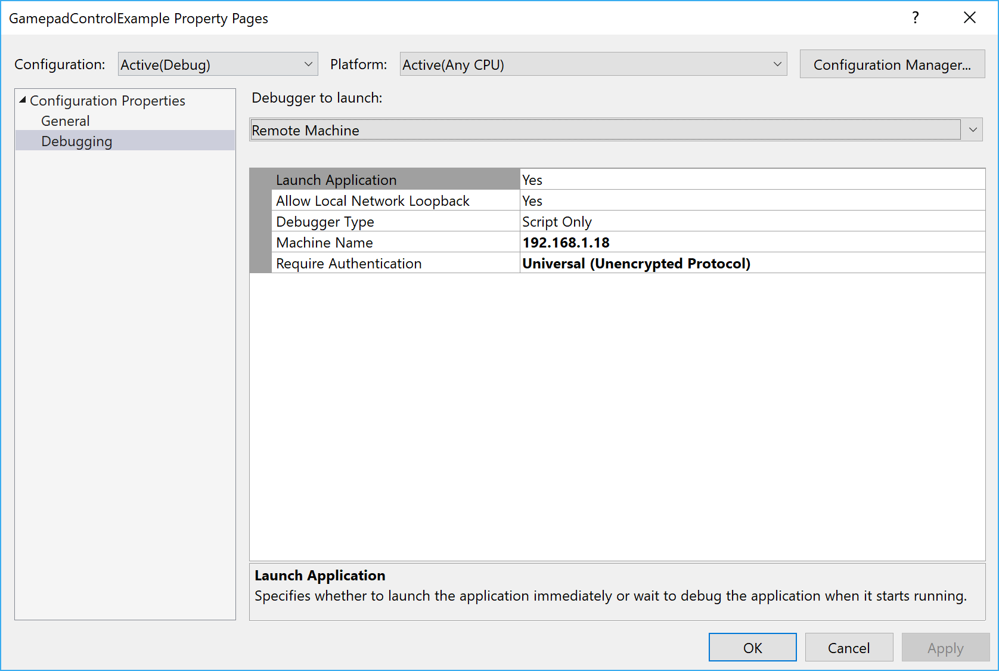 GamepadControlExample Property Pages
?
Configuration: Active(Debug) Platform: Active(Any CPU) Configuration Manager...
Configuration Properties
General
Debugging
Debugger to launch:
Remote Machine
Launch Application Yes
Allow Local Network Loopback Yes
Debugger Type Script Only
Machine Name 192.168.1.18
Require Authentication Universal (Unencrypted Protocol)
Launch Application
Specifies whether to launch the application immediately or wait to debug the application when it starts running.
OK Cancel Apply